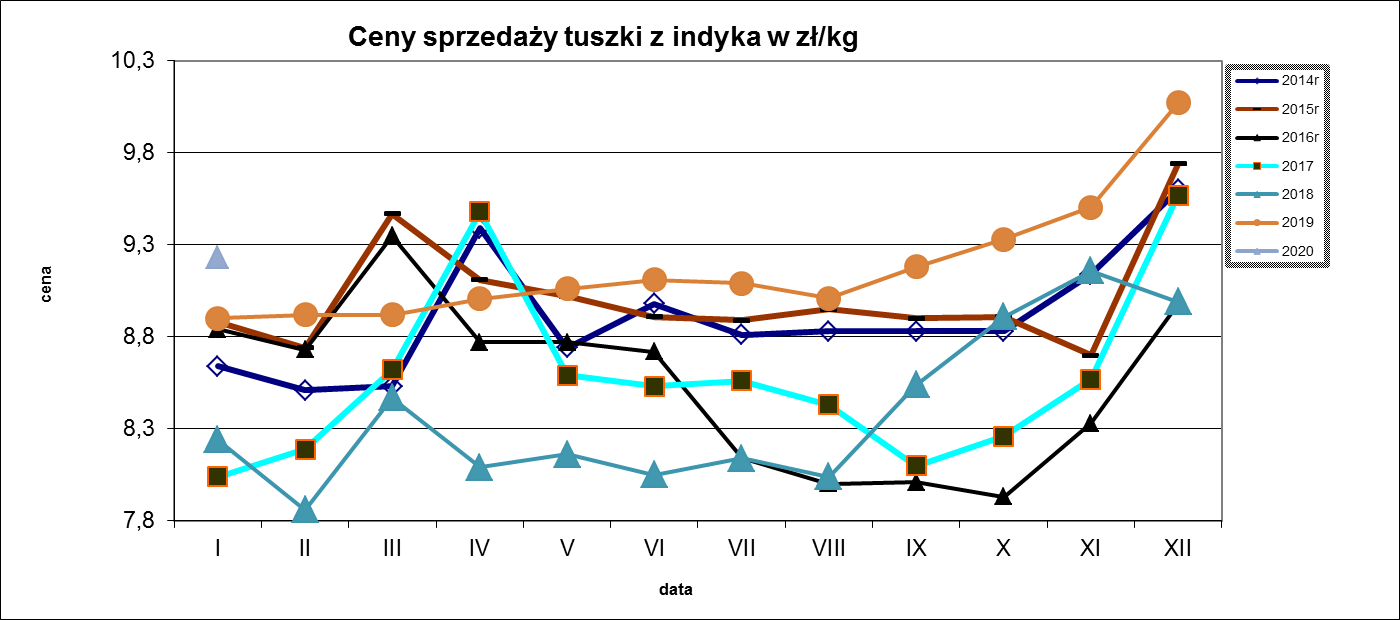 Ceny sprzedaży tuszki z indyka w zł/kg
10,3
9,8
9,3
8,8
8,3
7,8
cena
I II III IV V VI VII VIII IX X XI XII
data
2014r
2015r
2016r
2017
2018
2019
2020